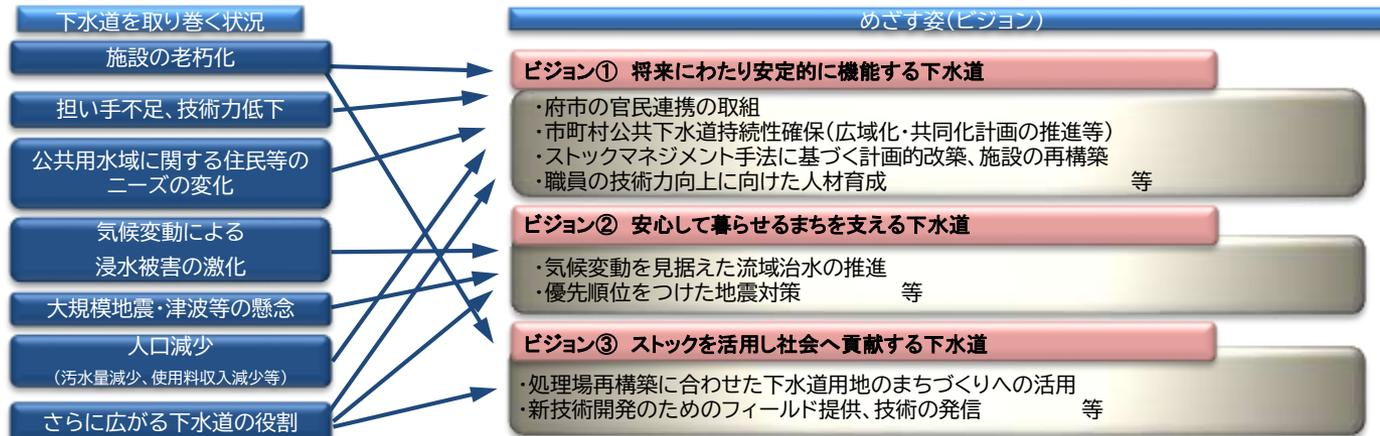 下水道を取り巻く状況
施設の老朽化
担い手不足、技術力低下
公共用水域に関する住民等の
ニーズの変化
気候変動による
浸水被害の激化
大規模地震・津波等の懸念
人口減少
(汚水量減少、使用料収入減少等)
さらに広がる下水道の役割
めざす姿(ビジョン)
ビジョン① 将来にわたり安定的に機能する下水道
・府市の官民連携の取組
・市町村公共下水道持続性確保(広域化・共同化計画の推進等)
・ストックマネジメント手法に基づく計画的改築、施設の再構築
・職員の技術力向上に向けた人材育成 等
ビジョン② 安心して暮らせるまちを支える下水道
・気候変動を見据えた流域治水の推進
・優先順位をつけた地震対策 等
ビジョン③ ストックを活用し社会へ貢献する下水道
・処理場再構築に合わせた下水道用地のまちづくりへの活用
・新技術開発のためのフィールド提供、技術の発信 等